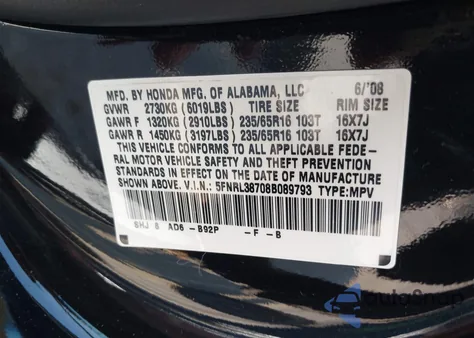 MFD. BY HONDA MFG. OF ALABAMA, LLC 6/'08
GVWR 2730KG (6019LBS) TIRE SIZE RIM SIZE
GAWR F 1320KG (2910LBS) 235/65R16 103T 16X7J
GAWR R 1450KG (3197LBS) 235/65R16 103T 16X7J
THIS VEHICLE CONFORMS TO ALL APPLICABLE FEDE-
RAL MOTOR VEHICLE SAFETY AND THEFT PREVENTION
STANDARDS IN EFFECT ON THE DATE OF MANUFACTURE
SHOWN ABOVE. V.I.N: 5FNRL38708B089793 TYPE:MPV
SHJ 8 AD6 -B92P -F -B
autoSnap